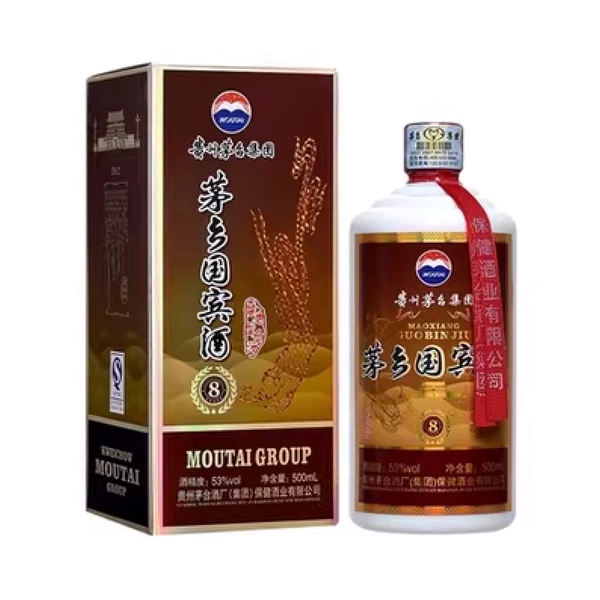 MOUTAI
贵州茅台集团
2012
茅乡国宾酒
8
MOUTAI GROUP
酒精度：53%vol 净含量：500mL
贵州茅台酒厂（集团）保健酒业有限公司
KWEICHOW
MOUTAI
GROUP
茅台
保健酒业有限公司
MOUTAI
贵州茅台集团
MAOXIANG
GUOBINJIU
茅乡国宾
8
酒精度：53%vol 净含量：500mL
贵州茅台酒厂(集团)保健酒业有限公司